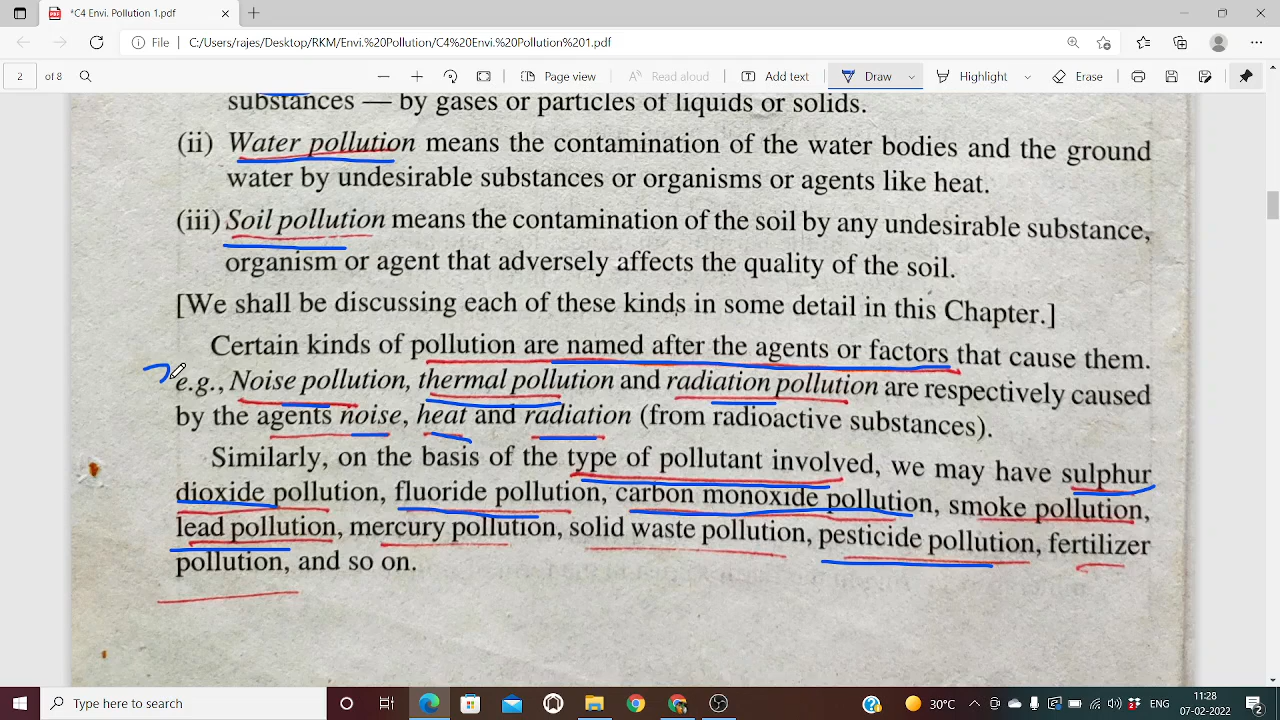 *C4 Envi. Pollution 1.pdf
File C:/Users/rajes/Desktop/RKM/Envi.%20Pollution/C4%20Envi.%20Pollution%201.pdf
2 of 8 Page view Read aloud Add text Draw Highlight Erase
substances — by gases or particles of liquids or solids.
(ii) Water pollution means the contamination of the water bodies and the ground
water by undesirable substances or organisms or agents like heat.
(iii) Soil pollution means the contamination of the soil by any undesirable substance,
organism or agent that adversely affects the quality of the soil.
[We shall be discussing each of these kinds in some detail in this Chapter.]
Certain kinds of pollution are named after the agents or factors that cause them.
e.g., Noise pollution, thermal pollution and radiation pollution are respectively caused
by the agents noise, heat and radiation (from radioactive substances).
Similarly, on the basis of the type of pollutant involved, we may have sulphur
dioxide pollution, fluoride pollution, carbon monoxide pollution, smoke pollution,
lead pollution, mercury pollution, solid waste pollution, pesticide pollution, fertilizer
pollution, and so on.
Type here to search 30°C ENG 11:28
07-02-2022 2